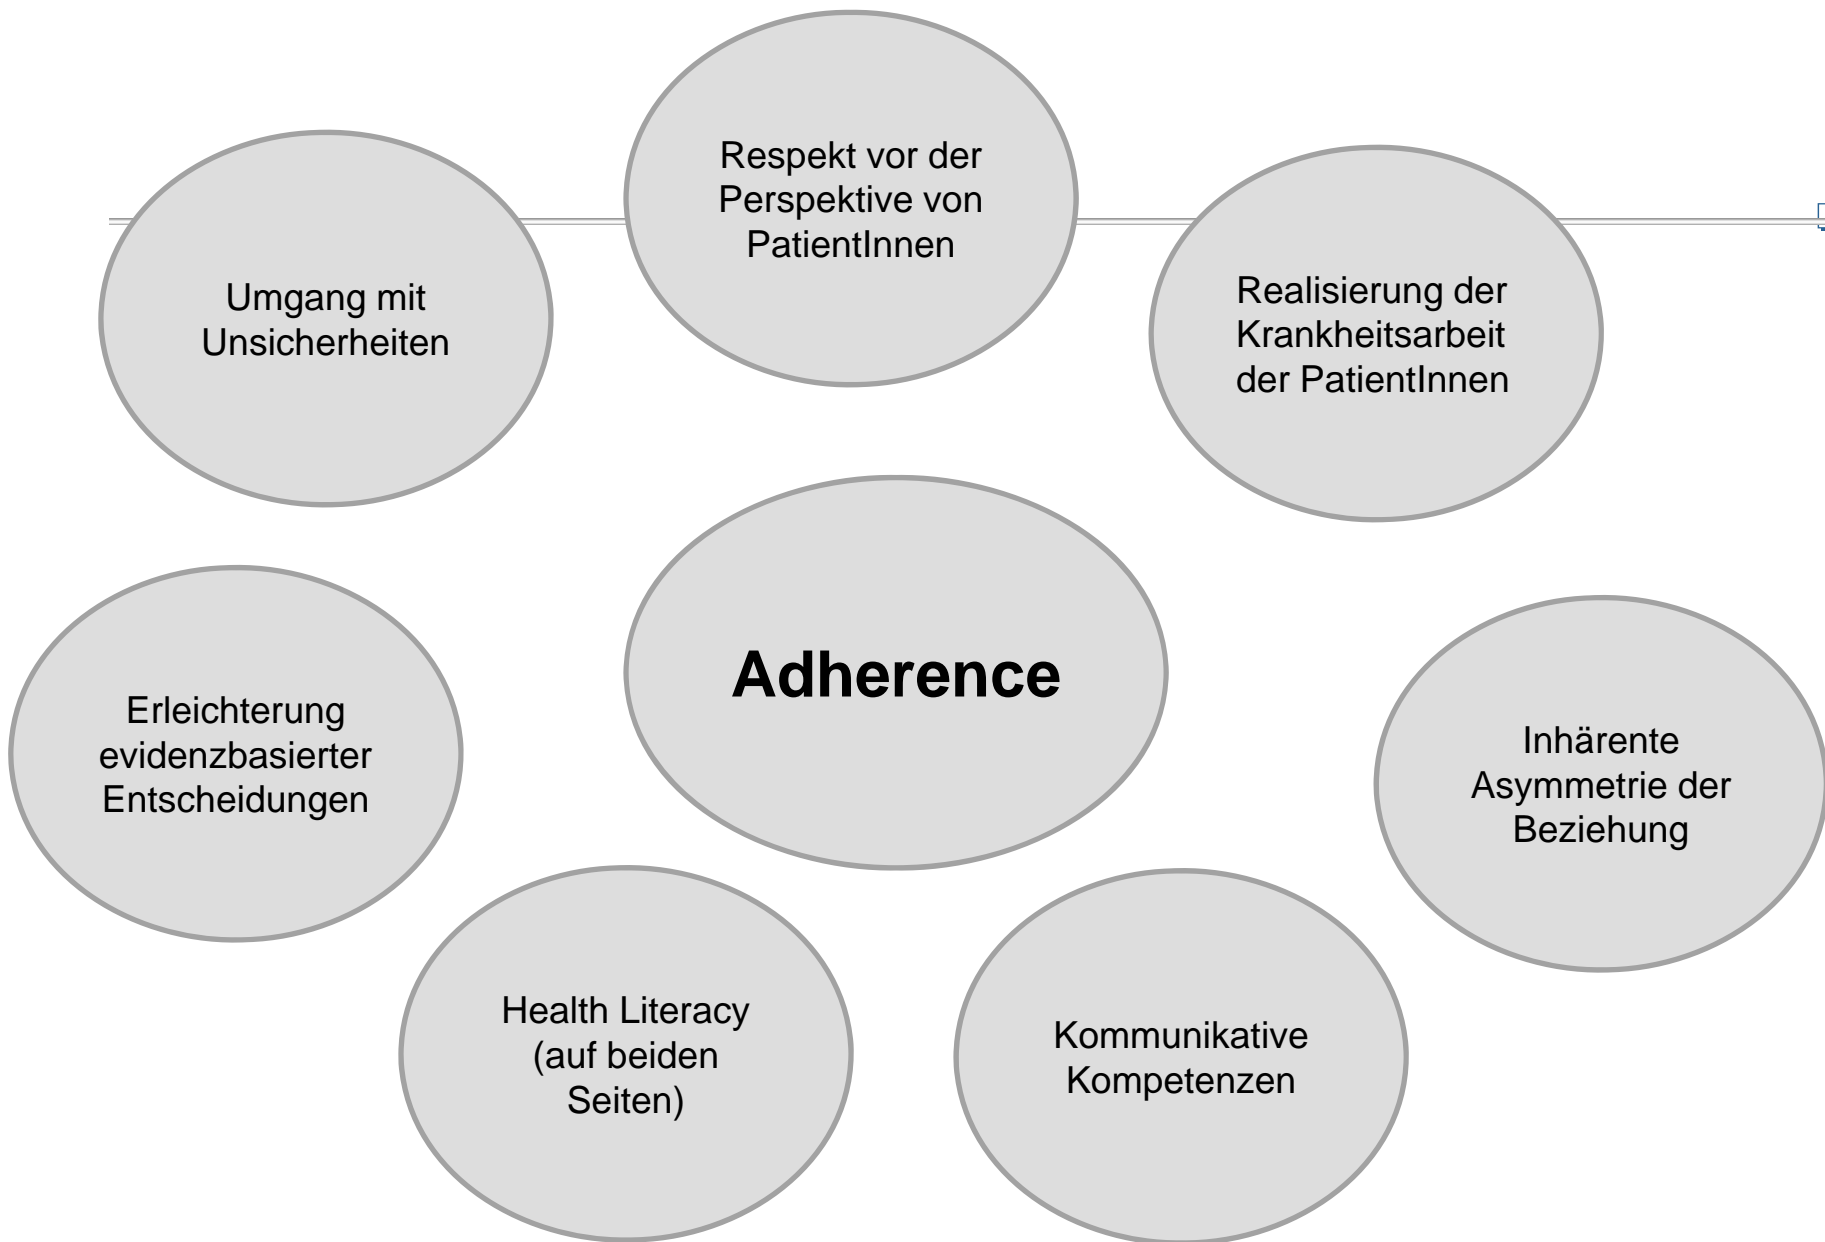 Respekt vor der
Perspektive von
PatientInnen
Umgang mit
Unsicherheiten
Realisierung der
Krankheitsarbeit
der PatientInnen
Adherence
Erleichterung
evidenzbasierter
Entscheidungen
Inhärente
Asymmetrie der
Beziehung
Health Literacy
(auf beiden
Seiten)
Kommunikative
Kompetenzen